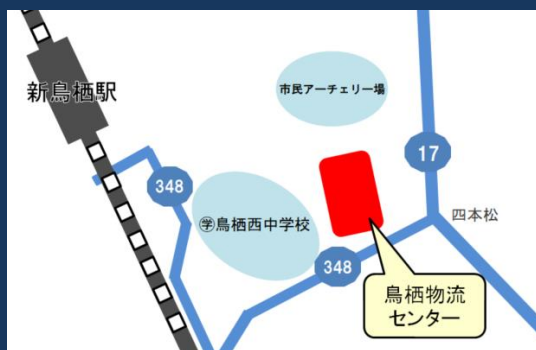 新鳥栖駅
市民アーチェリー場
17
348
㊫鳥栖西中学校
四本松
348
鳥栖物流
センター